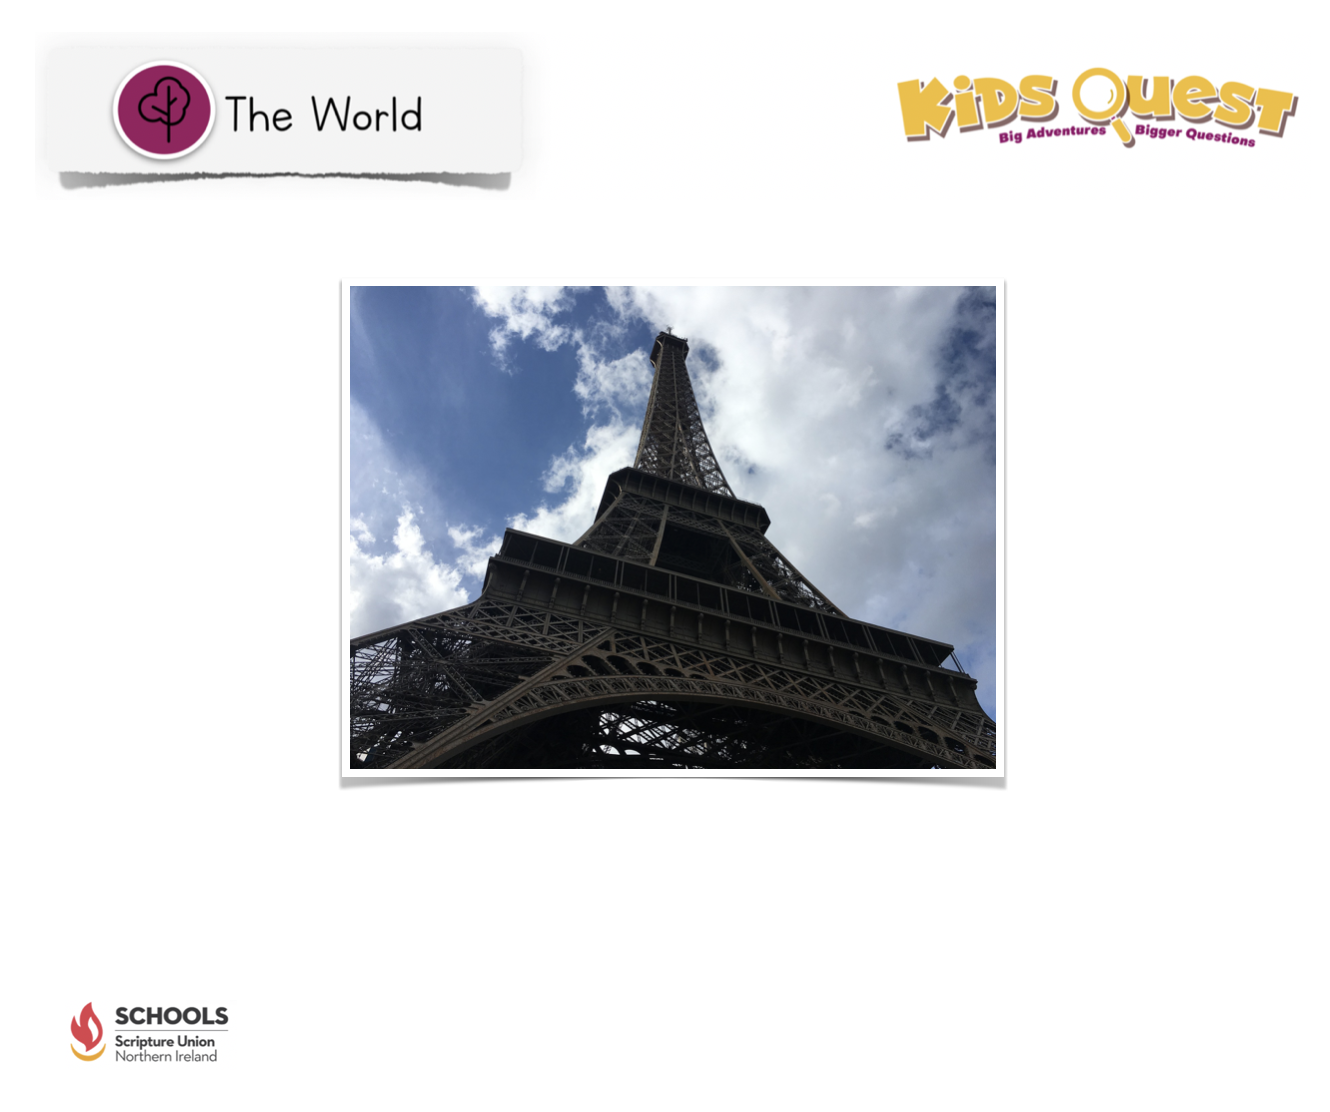 The World
KiDS QUEST
Big Adventures Bigger Questions
SCHOOLS
Scripture Union
Northern Ireland